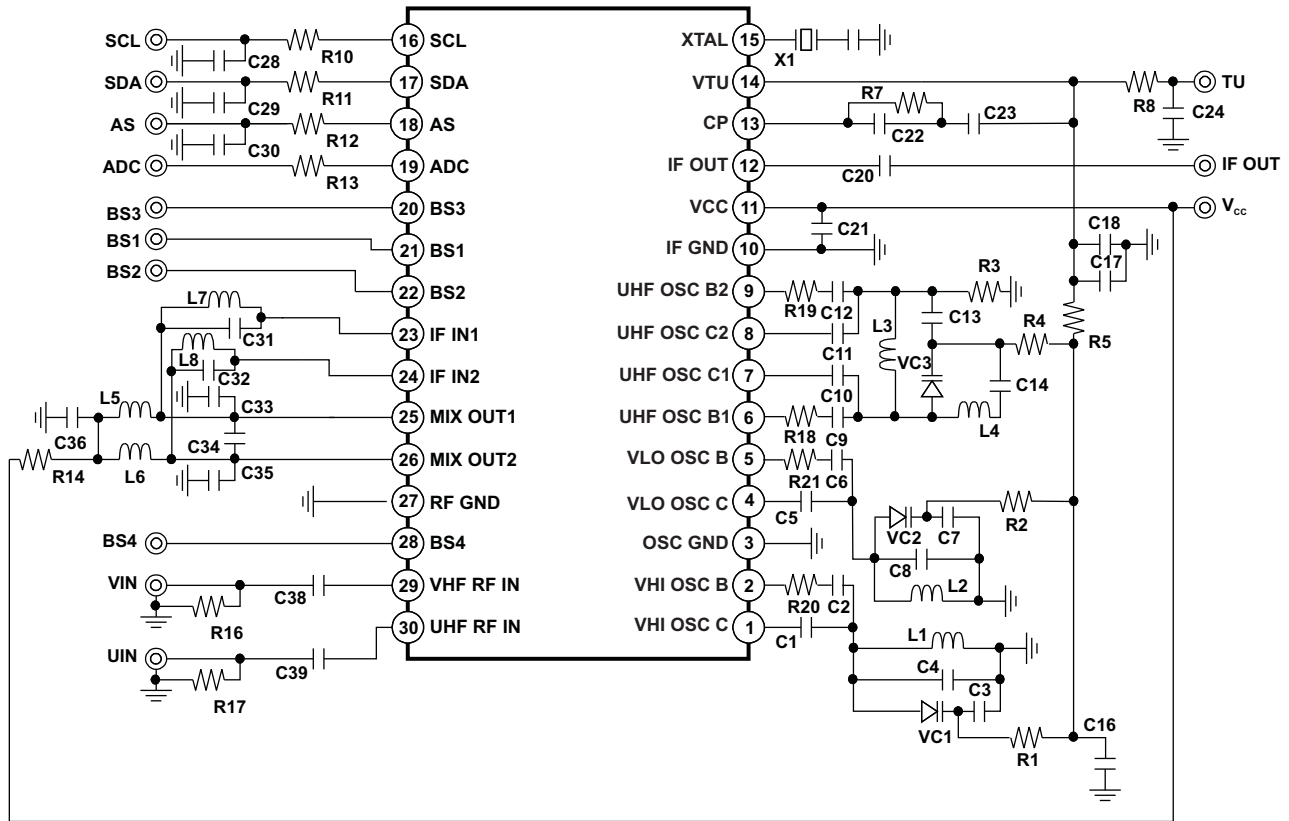 SCL
C28
R10
16
SCL
SDA
C29
R11
17
SDA
AS
C30
R12
18
AS
ADC
R13
19
ADC
BS3
20
BS3
BS1
21
BS1
BS2
22
BS2
L7
C31
23
IF IN1
L8
C32
24
IF IN2
C33
L5
C36
25
MIX OUT1
C34
R14
L6
C35
26
MIX OUT2
27
RF GND
BS4
28
BS4
VIN
R16
C38
29
VHF RF IN
UIN
R17
C39
30
UHF RF IN
XTAL
15
X1
VTU
14
R8
TU
C24
R7
CP
13
C22
C23
IF OUT
12
C20
IF OUT
VCC
11
Vcc
C21
IF GND
10
C18
C17
UHF OSC B2
9
R19
C12
R3
C13
UHF OSC C2
8
C11
L3
VC3
R4
R5
UHF OSC C1
7
C10
C14
UHF OSC B1
6
R18
C9
L4
VLO OSC B
5
R21
C6
VLO OSC C
4
C5
R2
VC2
C7
OSC GND
3
C8
L2
VHI OSC B
2
R20
C2
VHI OSC C
1
C1
L1
C4
C3
VC1
R1
C16